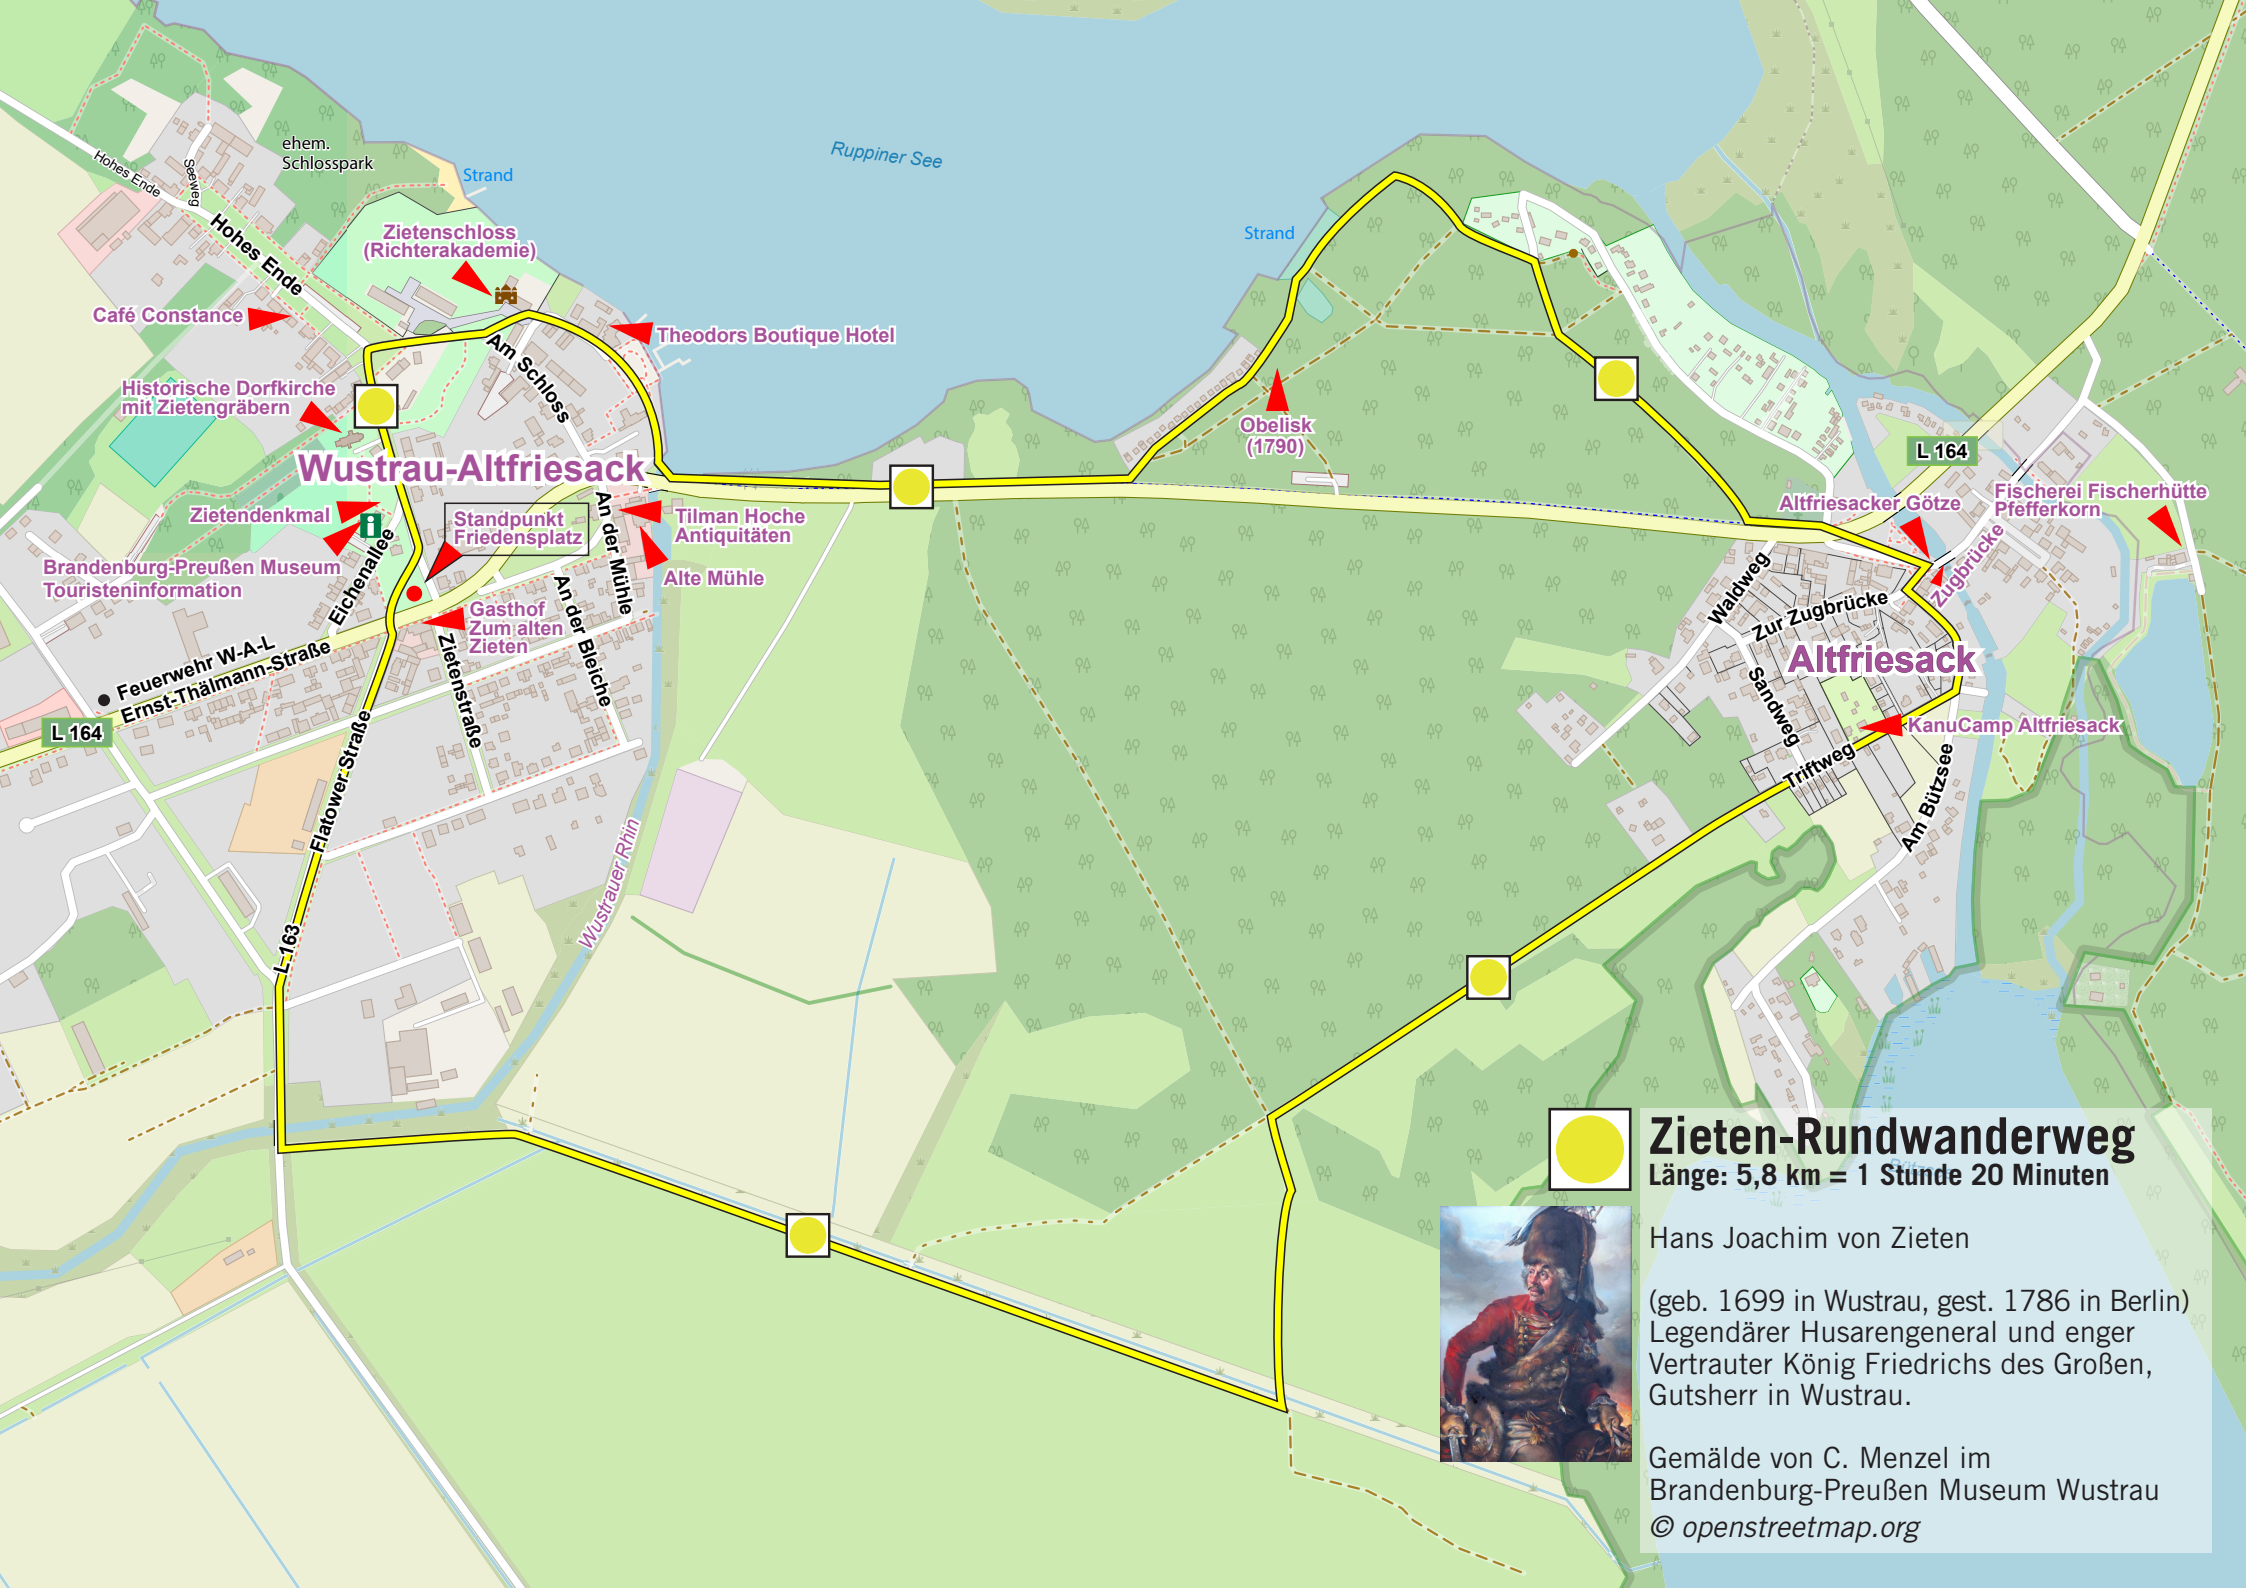 ehem.
Schlosspark
Strand
Ruppiner See
Hohes Ende
Seeweg
Hohes Ende
Zietenschloss
(Richterakademie)
Strand
Café Constance
Theodors Boutique Hotel
Am Schloss
Historische Dorfkirche
mit Zietengräbern
Obelisk
(1790)
L 164
Wustrau-Altfriesack
Zietendenkmal
Standpunkt
Friedensplatz
An der Mühle
Tilman Hoche
Antiquitäten
Altfriesacker Götze
Fischerei Fischerhütte
Pfefferkorn
Brandenburg-Preußen Museum
Touristeninformation
Eichenallee
Alte Mühle
Zugbrücke
Waldweg
Zur Zugbrücke
Gasthof
Zum alten
Zieten
An der Bleiche
Zietenstraße
Altfriesack
Feuerwehr W-A-L
Ernst-Thälmann-Straße
L 164
Sandweg
KanuCamp Altfriesack
Triftweg
Am Bützsee
Flatower Straße
Wustrauer Rhin
L 163
Zieten-Rundwanderweg
Länge: 5,8 km = 1 Stunde 20 Minuten
Hans Joachim von Zieten
(geb. 1699 in Wustrau, gest. 1786 in Berlin)
Legendärer Husarengeneral und enger
Vertrauter König Friedrichs des Großen,
Gutsherr in Wustrau.
Gemälde von C. Menzel im
Brandenburg-Preußen Museum Wustrau
© openstreetmap.org